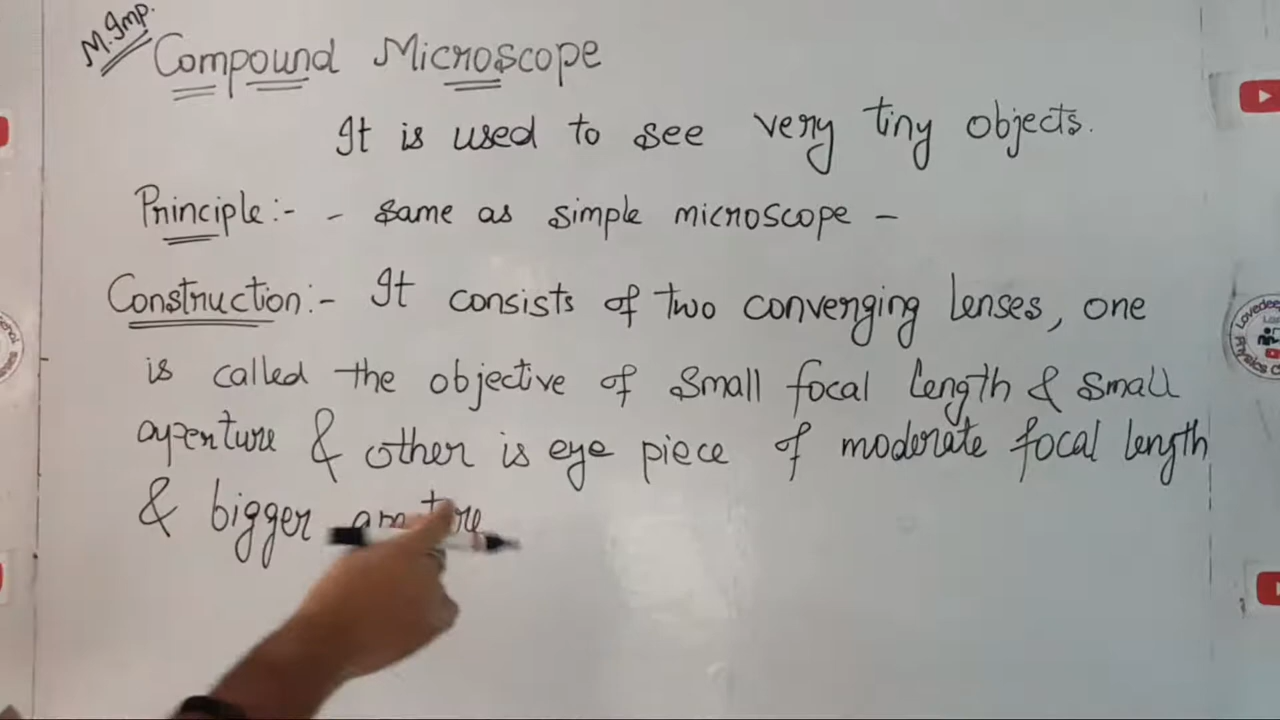 M. Imp.
Compound Microscope
It is used to see very tiny objects.
Principle:- - same as simple microscope -
Construction:- It consists of two converging lenses, one
is called the objective of small focal length & small
aperture & other is eye piece of moderate focal length
& bigger